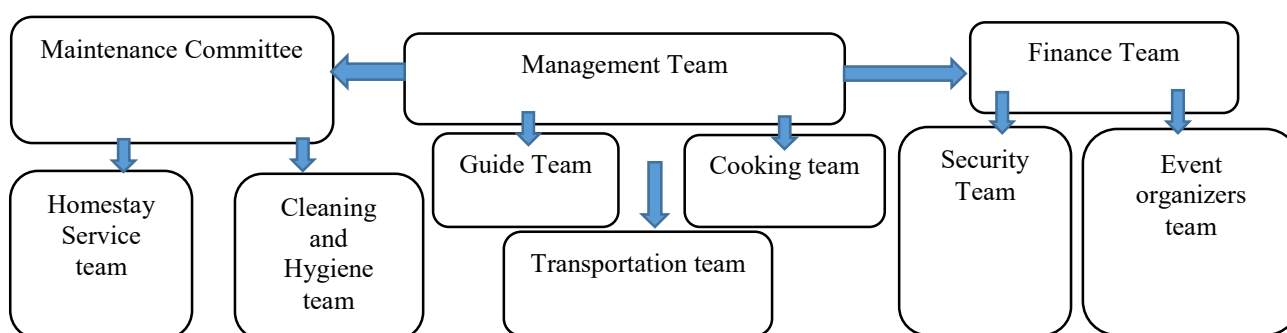 Maintenance Committee
Management Team
Finance Team
Guide Team
Cooking team
Security
Team
Event
organizers
team
Homestay
Service
team
Cleaning
and
Hygiene
team
Transportation team